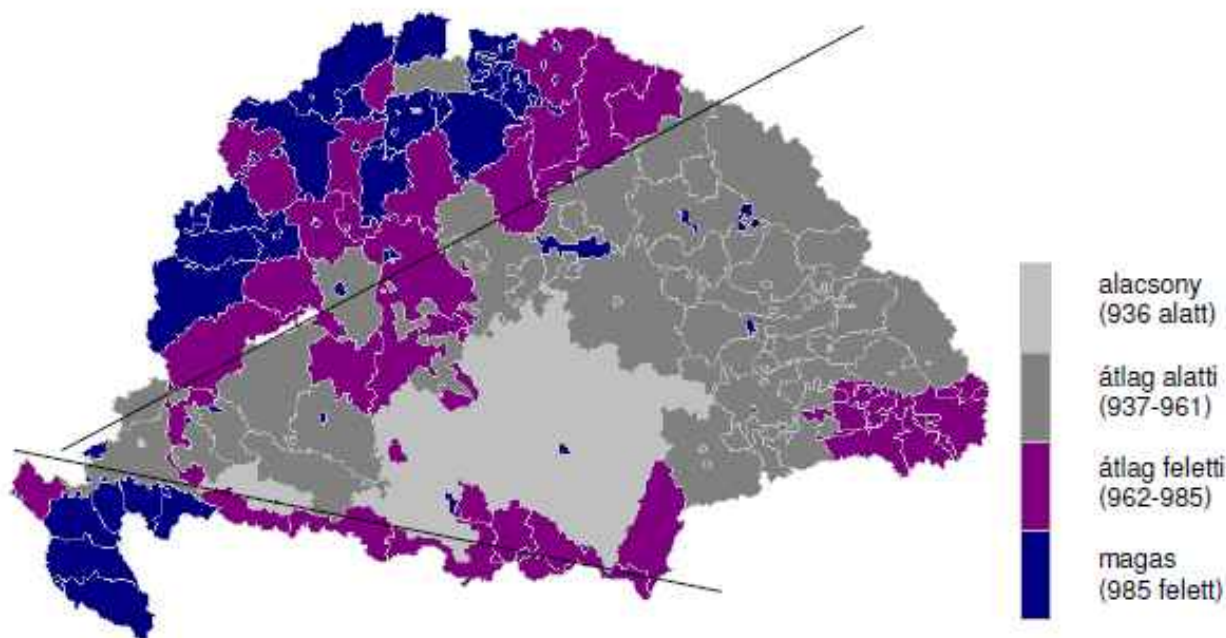 alacsony
(936 alatt)
átlag alatti
(937-961)
átlag feletti
(962-985)
magas
(985 felett)